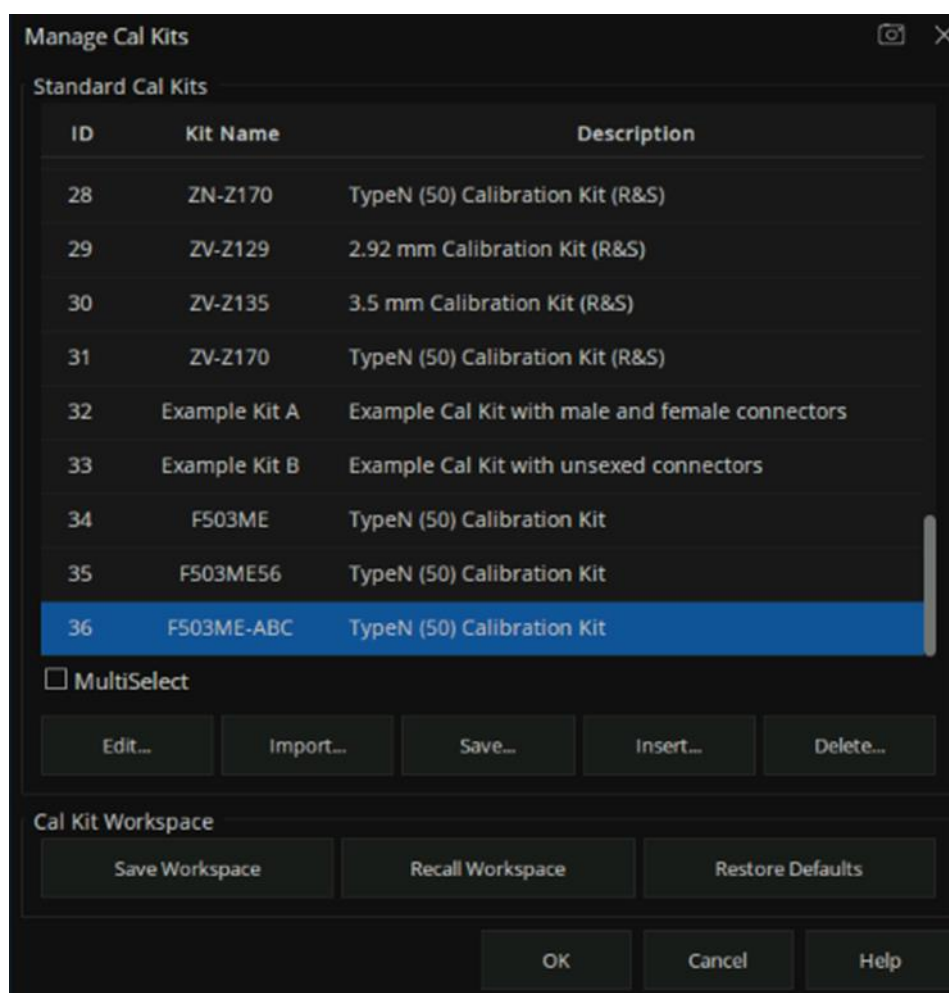 Manage Cal Kits
Standard Cal Kits
ID Kit Name Description
28 ZN-Z170 TypeN (50) Calibration Kit (R&S)
29 ZV-Z129 2.92 mm Calibration Kit (R&S)
30 ZV-Z135 3.5 mm Calibration Kit (R&S)
31 ZV-Z170 TypeN (50) Calibration Kit (R&S)
32 Example Kit A Example Cal Kit with male and female connectors
33 Example Kit B Example Cal Kit with unsexed connectors
34 F503ME TypeN (50) Calibration Kit
35 F503ME56 TypeN (50) Calibration Kit
36 F503ME-ABC TypeN (50) Calibration Kit
MultiSelect
Edit... Import... Save... Insert... Delete...
Cal Kit Workspace
Save Workspace Recall Workspace Restore Defaults
OK Cancel Help